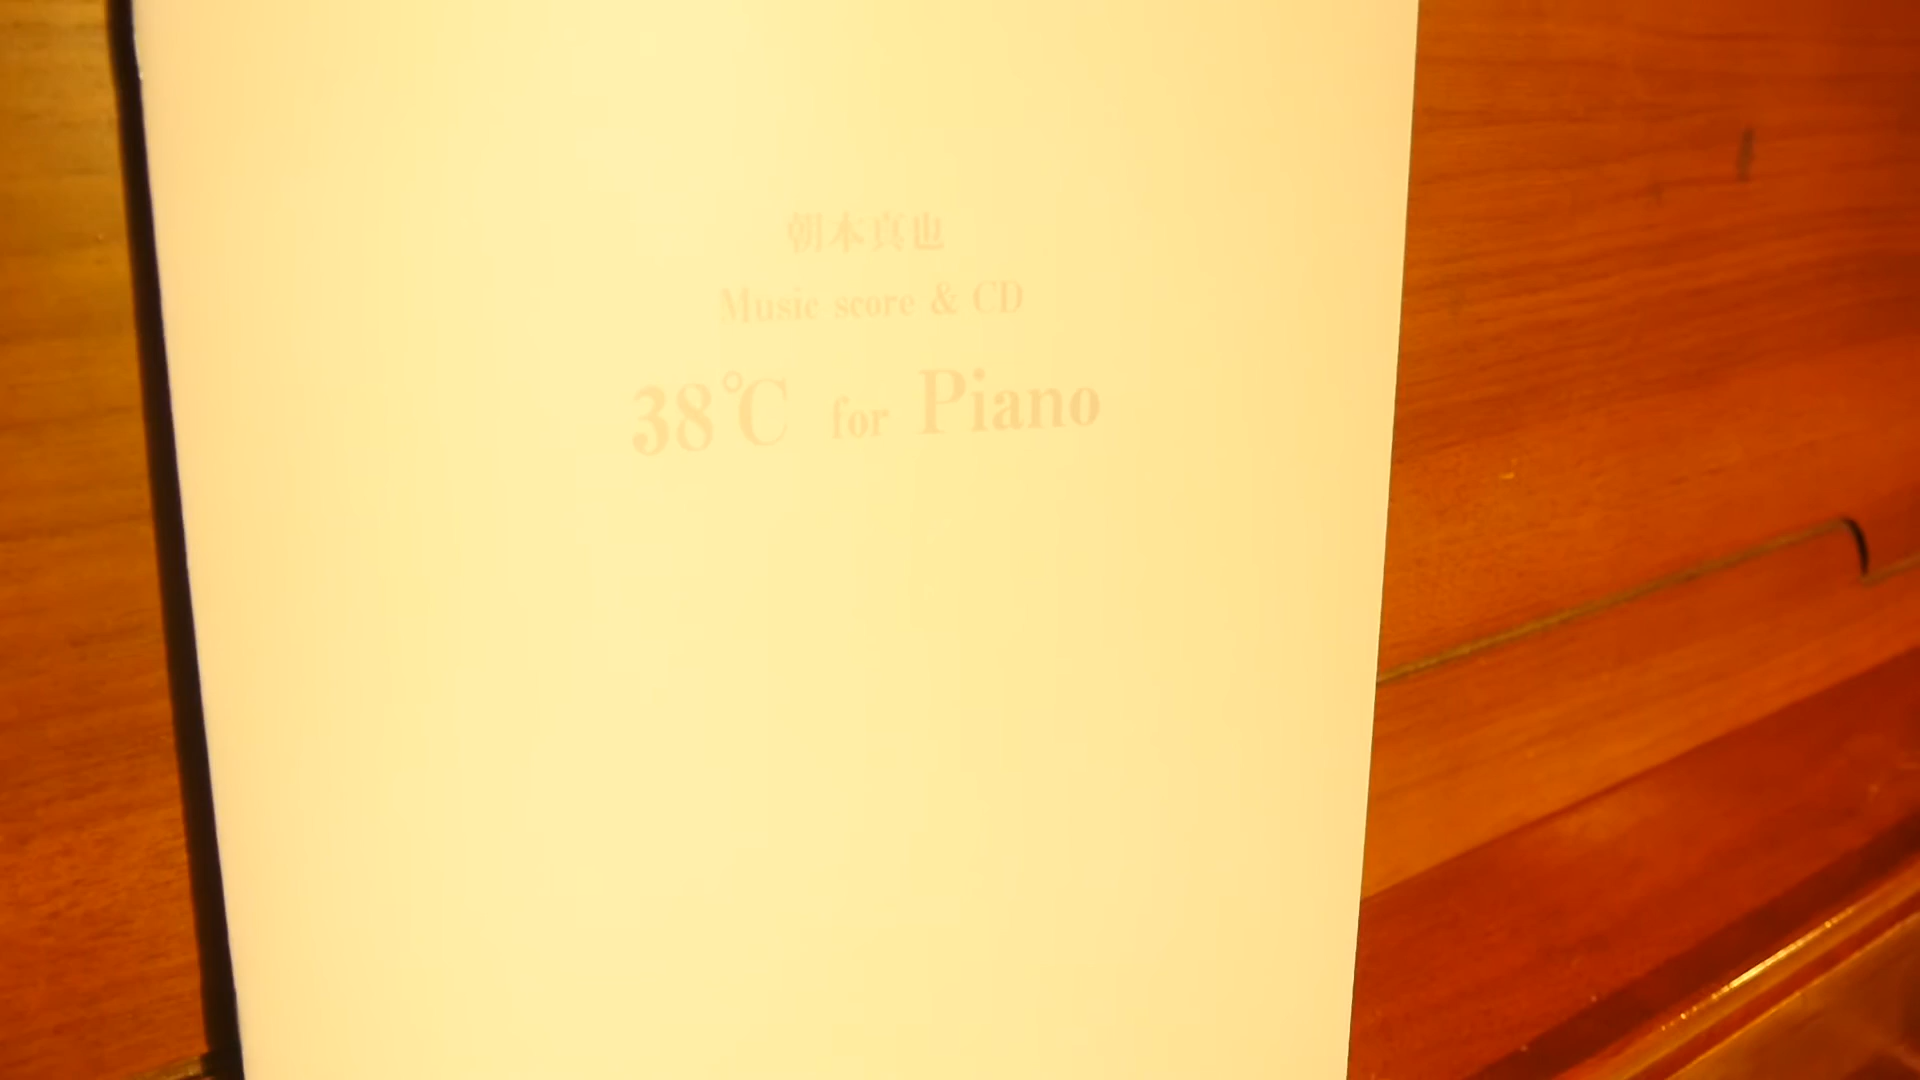 朝本真也
Music score & CD
38℃ for Piano